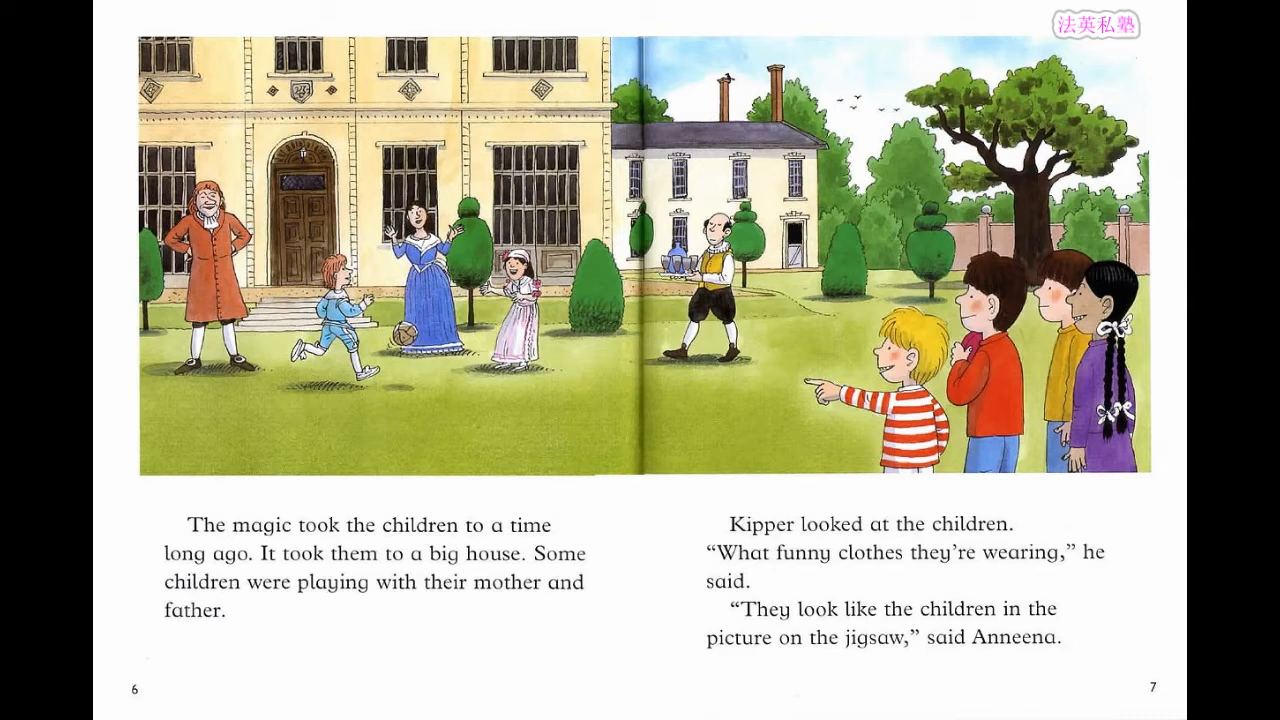 法英私塾
The magic took the children to a time
long ago. It took them to a big house. Some
children were playing with their mother and
father.
6
Kipper looked at the children.
“What funny clothes they’re wearing,” he
said.
“They look like the children in the
picture on the jigsaw,” said Anneena.
7